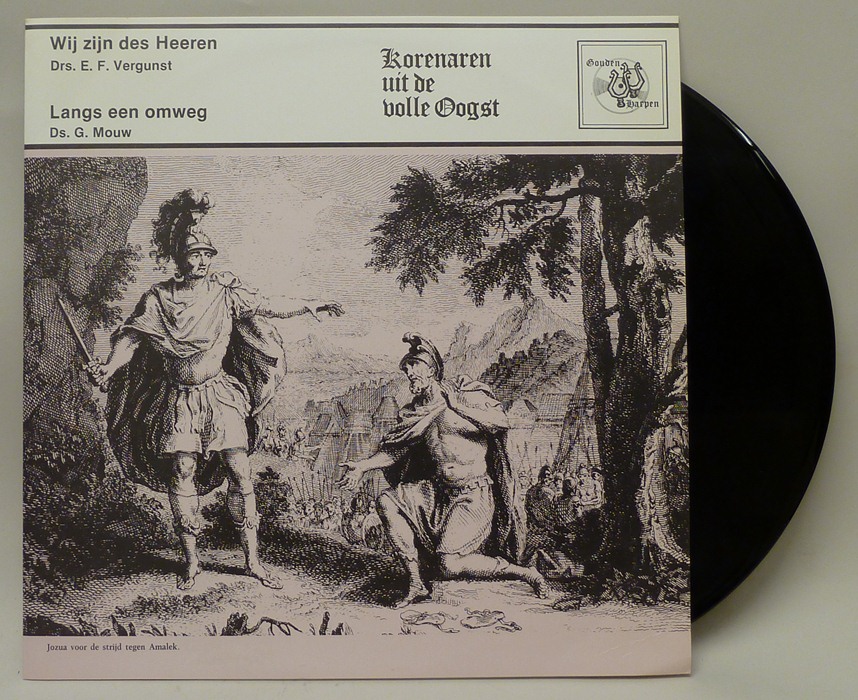 Wij zijn des Heeren
Drs. E. F. Vergunst
Langs een omweg
Ds. G. Mouw
Korenaren
uit de
volle Oogst
Gouden
Harpen
Jozua voor de strijd tegen Amalek.